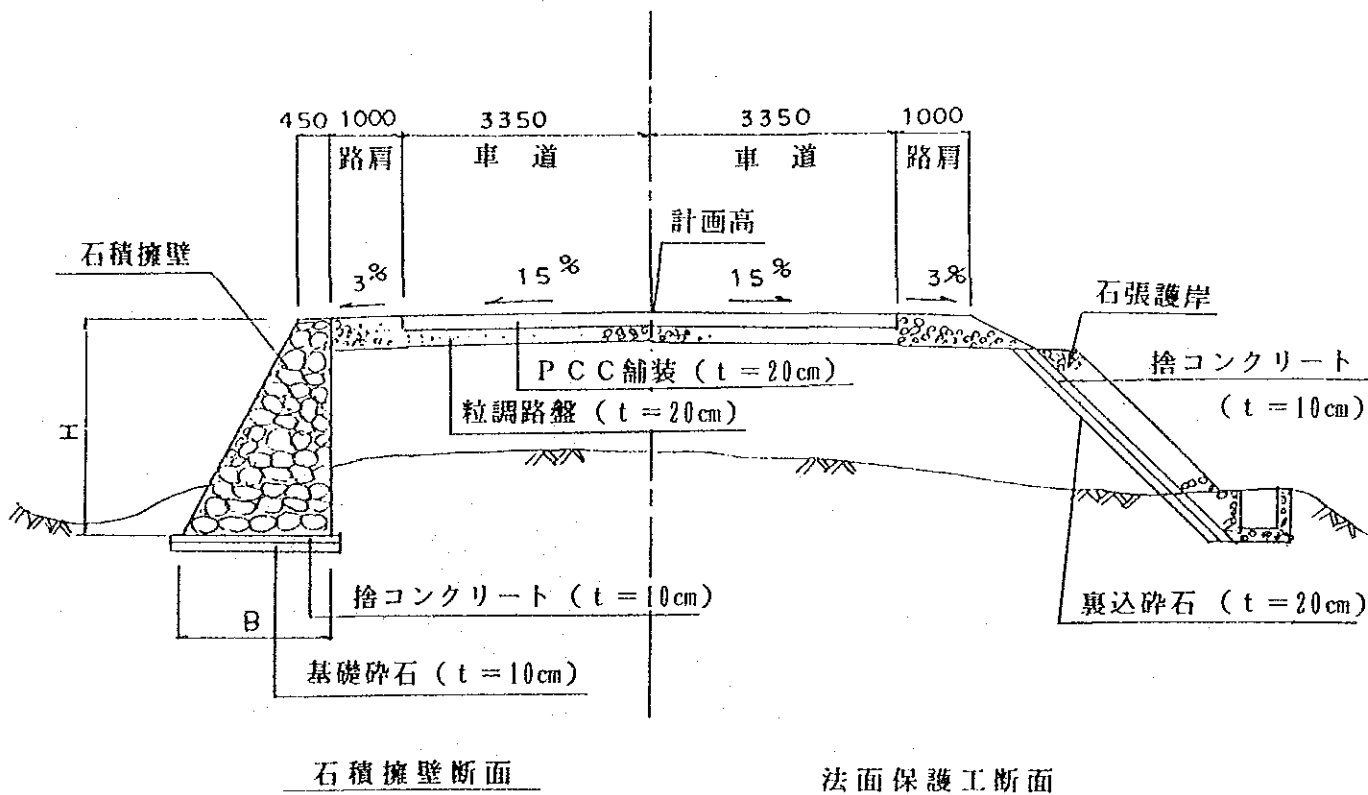 450 1000 3350 3350 1000
路肩 車道 車道 路肩
計画高
石積擁壁
3% 15% 15% 3%
石張護岸
捨コンクリート
(t=10cm)
PCC舗装(t=20cm)
粒調路盤(t=20cm)
H
捨コンクリート(t=10cm)
裏込砕石(t=20cm)
B
基礎砕石(t=10cm)
石積擁壁断面 法面保護工断面